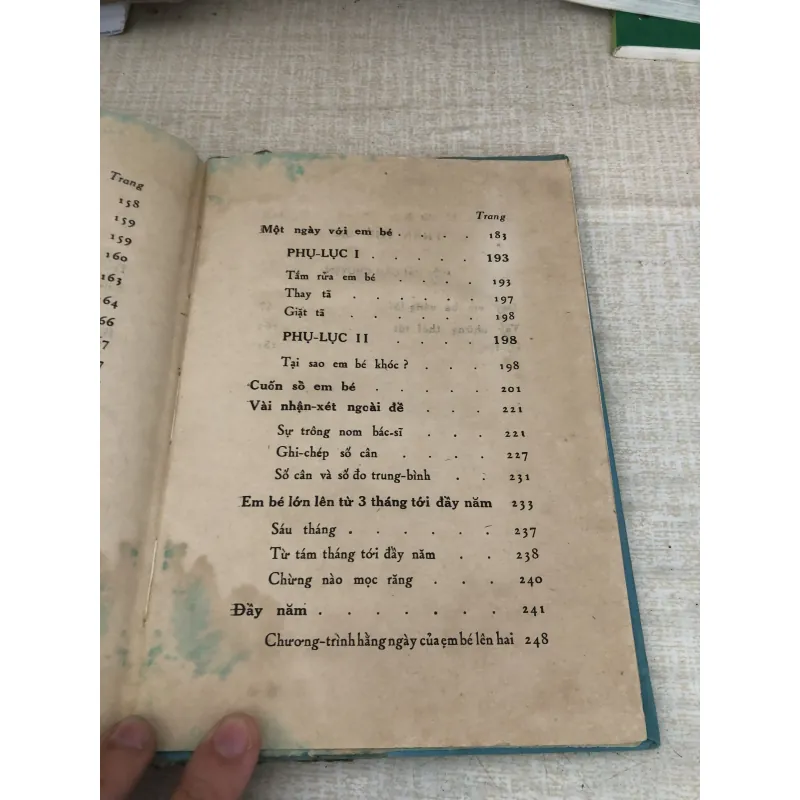 Trang
158
159
159
160
163
64
66
7
7
Trang
Một ngày với em bé . . . . 183
PHỤ-LỤC I . . . . . 193
Tắm rửa em bé . . . . 193
Thay tã . . . . . . 197
Giặt tã . . . . . . 198
PHỤ-LỤC II . . . . 198
Tại sao em bé khóc ? . . . 198
Cuốn sổ em bé . . . . . 201
Vài nhận-xét ngoài đề . . . 221
Sự trông nom bác-sĩ . . . 221
Ghi-chép số cân . . . . 227
Số cân và số đo trung-bình . . 231
Em bé lớn lên từ 3 tháng tới đầy năm 233
Sáu tháng . . . . . . 237
Từ tám tháng tới đầy năm . . 238
Chừng nào mọc răng . . . 240
Đầy năm . . . . . . . 241
Chương-trình hằng ngày của em bé lên hai 248